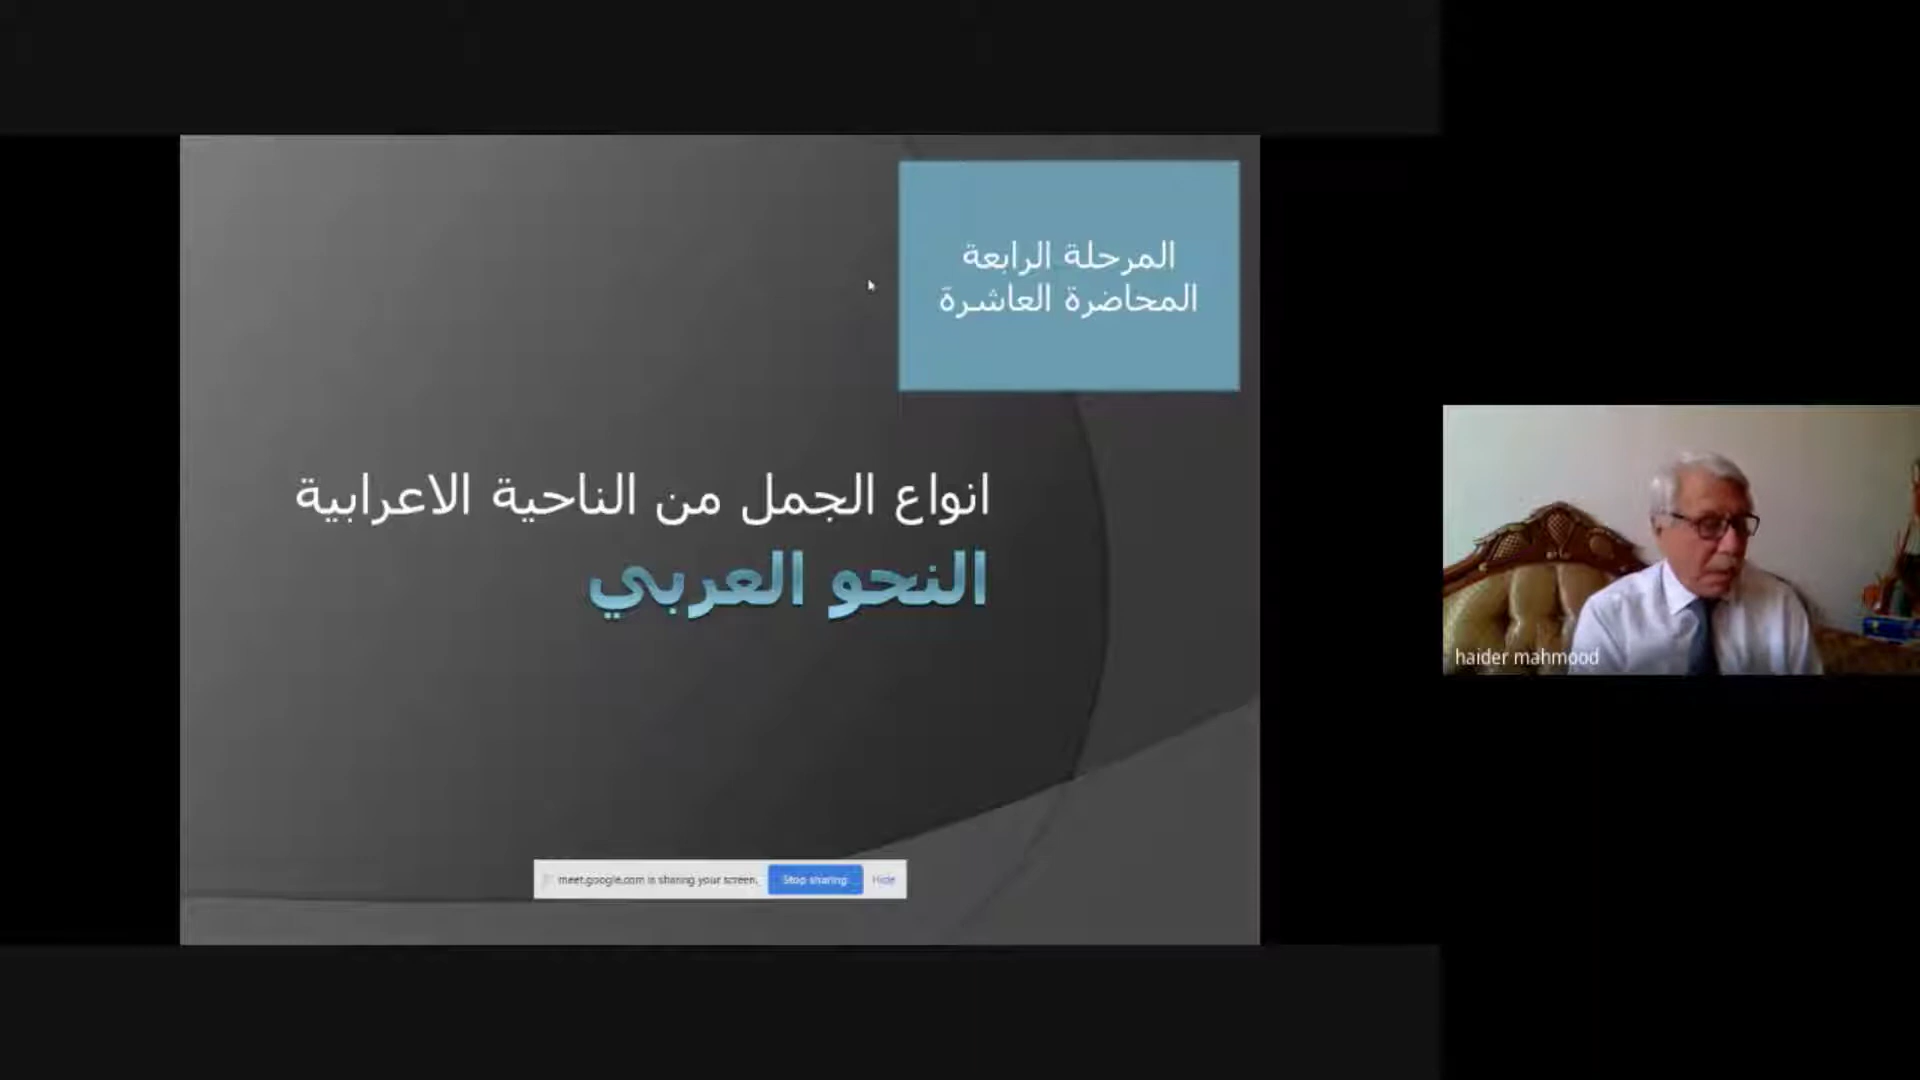 المرحلة الرابعة
المحاضرة العاشرة
انواع الجمل من الناحية الاعرابية
النحو العربي
meet.google.com is sharing your screen. Stop sharing Hide
haider mahmood